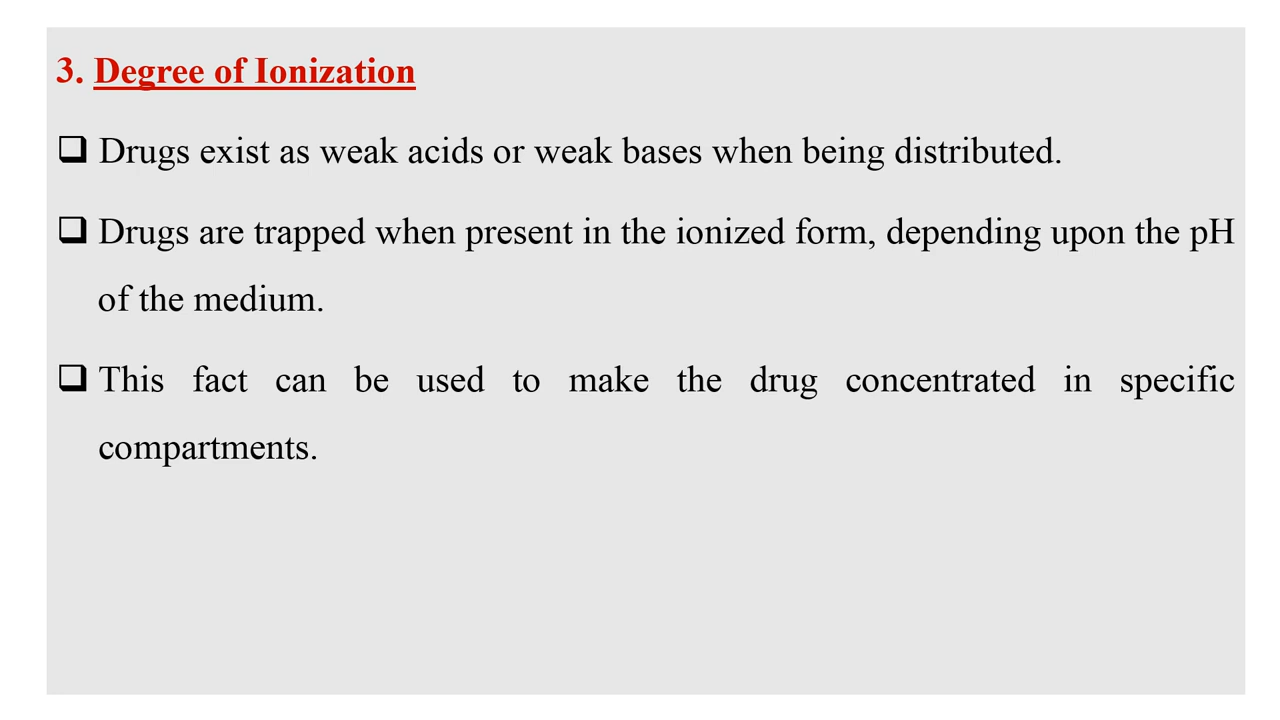 3. Degree of Ionization
❑ Drugs exist as weak acids or weak bases when being distributed.
❑ Drugs are trapped when present in the ionized form, depending upon the pH
of the medium.
❑ This fact can be used to make the drug concentrated in specific
compartments.